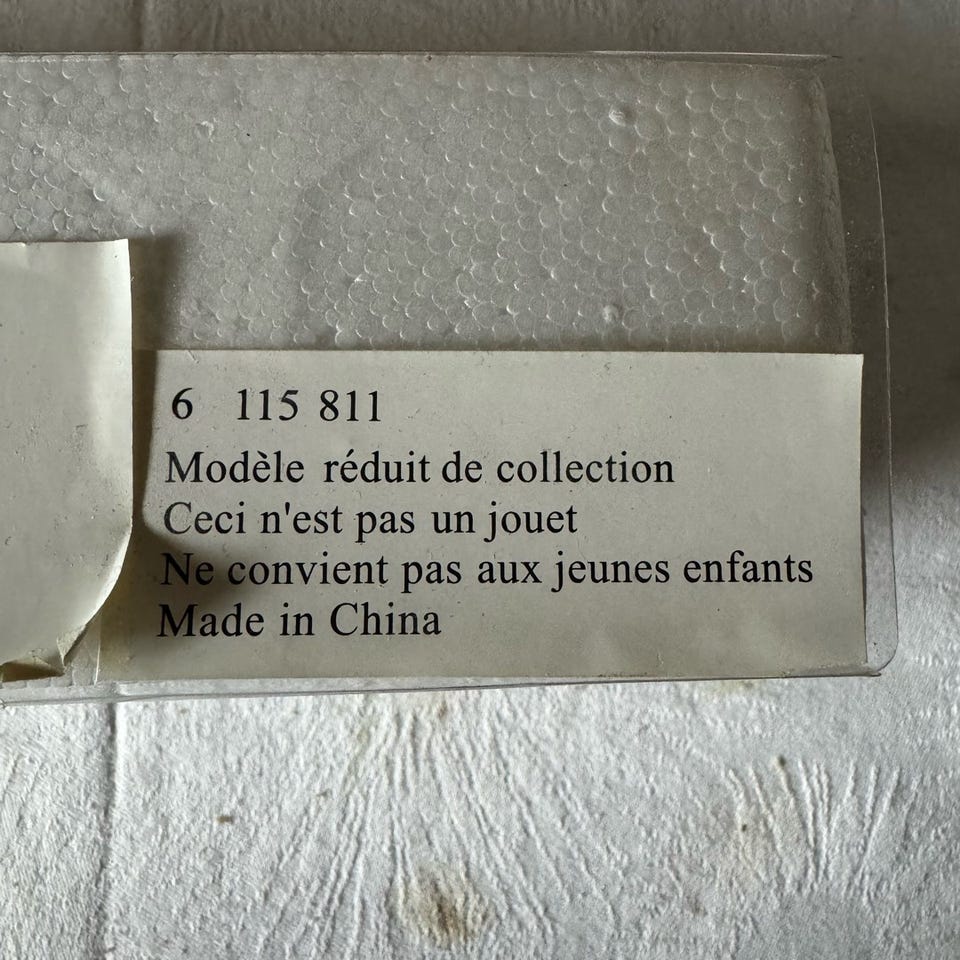 6 115 811
Modèle réduit de collection
Ceci n'est pas un jouet
Ne convient pas aux jeunes enfants
Made in China